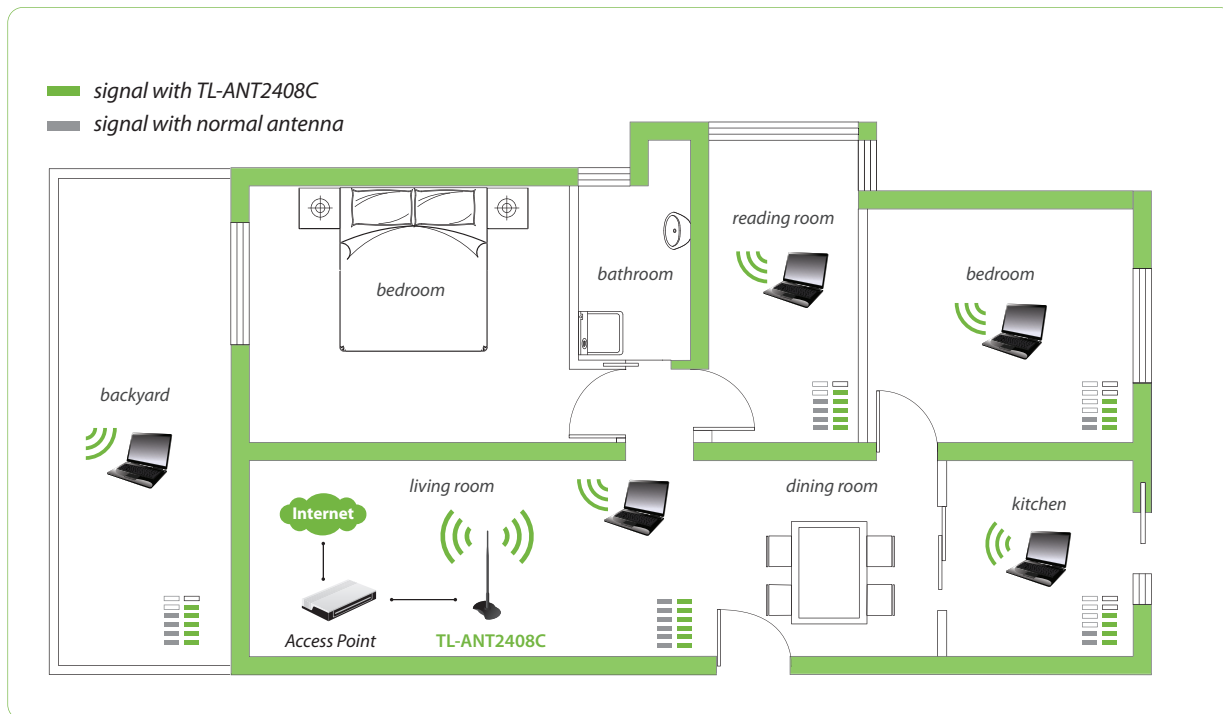 signal with TL-ANT2408C
signal with normal antenna
reading room
bathroom
bedroom
bedroom
backyard
living room
dining room
kitchen
Internet
Access Point
TL-ANT2408C